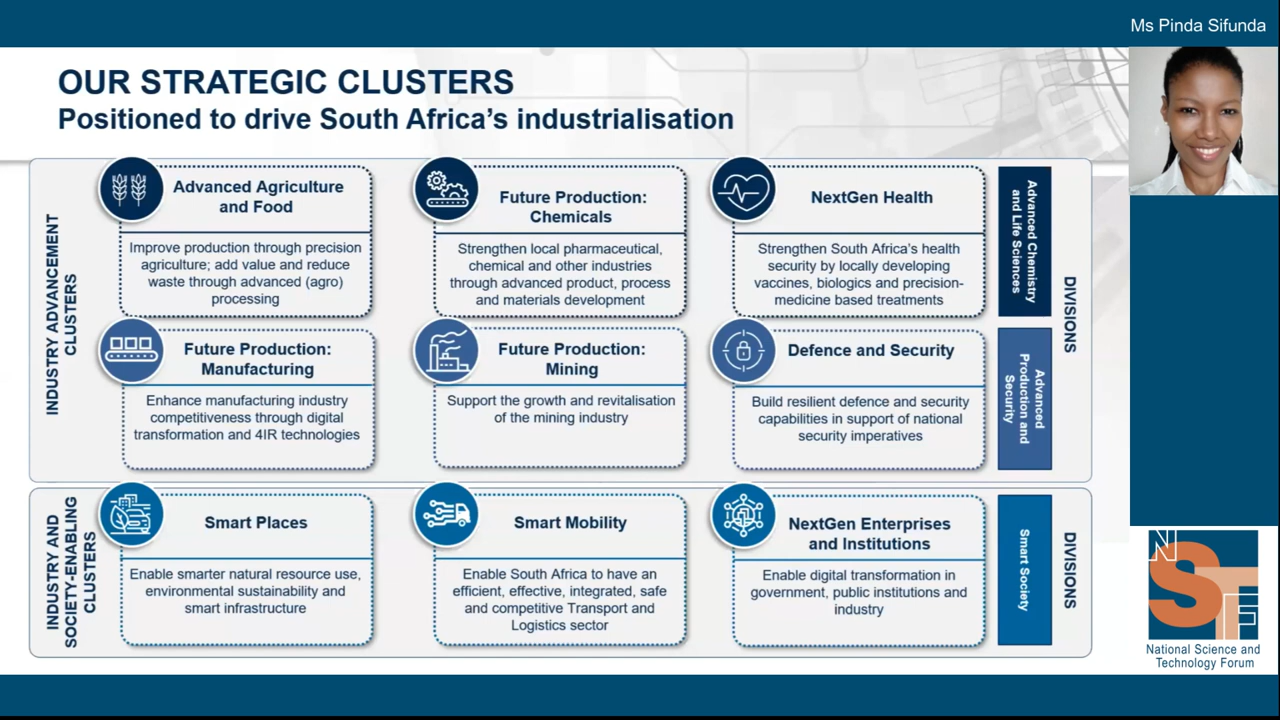 Ms Pinda Sifunda
OUR STRATEGIC CLUSTERS
Positioned to drive South Africa's industrialisation
INDUSTRY ADVANCEMENT
CLUSTERS
Advanced Agriculture
and Food
Improve production through precision
agriculture; add value and reduce
waste through advanced (agro)
processing
Future Production:
Chemicals
Strengthen local pharmaceutical,
chemical and other industries
through advanced product, process
and materials development
NextGen Health
Strengthen South Africa's health
security by locally developing
vaccines, biologics and precision-
medicine based treatments
Advanced Chemistry
and Life Sciences
DIVISIONS
Future Production:
Manufacturing
Enhance manufacturing industry
competitiveness through digital
transformation and 4IR technologies
Future Production:
Mining
Support the growth and revitalisation
of the mining industry
Defence and Security
Build resilient defence and security
capabilities in support of national
security imperatives
Advanced
Production and
Security
INDUSTRY AND
SOCIETY-ENABLING
CLUSTERS
Smart Places
Enable smarter natural resource use,
environmental sustainability and
smart infrastructure
Smart Mobility
Enable South Africa to have an
efficient, effective, integrated, safe
and competitive Transport and
Logistics sector
NextGen Enterprises
and Institutions
Enable digital transformation in
government, public institutions and
industry
Smart Society
DIVISIONS
NSTF
National Science and
Technology Forum